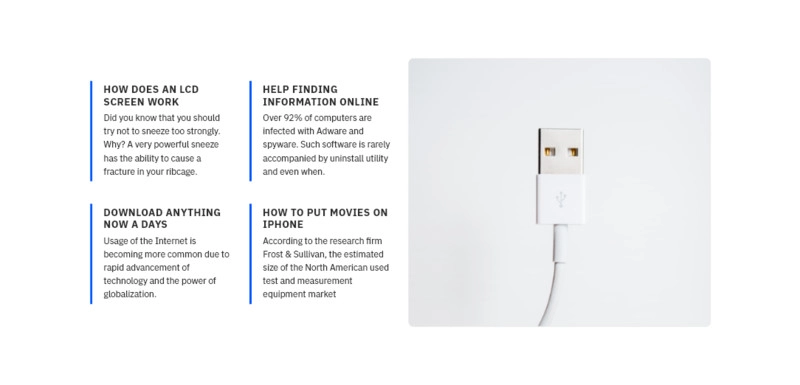 HOW DOES AN LCD
SCREEN WORK
Did you know that you should
try not to sneeze too strongly.
Why? A very powerful sneeze
has the ability to cause a
fracture in your ribcage.
HELP FINDING
INFORMATION ONLINE
Over 92% of computers are
infected with Adware and
spyware. Such software is rarely
accompanied by uninstall utility
and even when.
DOWNLOAD ANYTHING
NOW A DAYS
Usage of the Internet is
becoming more common due to
rapid advancement of
technology and the power of
globalization.
HOW TO PUT MOVIES ON
IPHONE
According to the research firm
Frost & Sullivan, the estimated
size of the North American used
test and measurement
equipment market